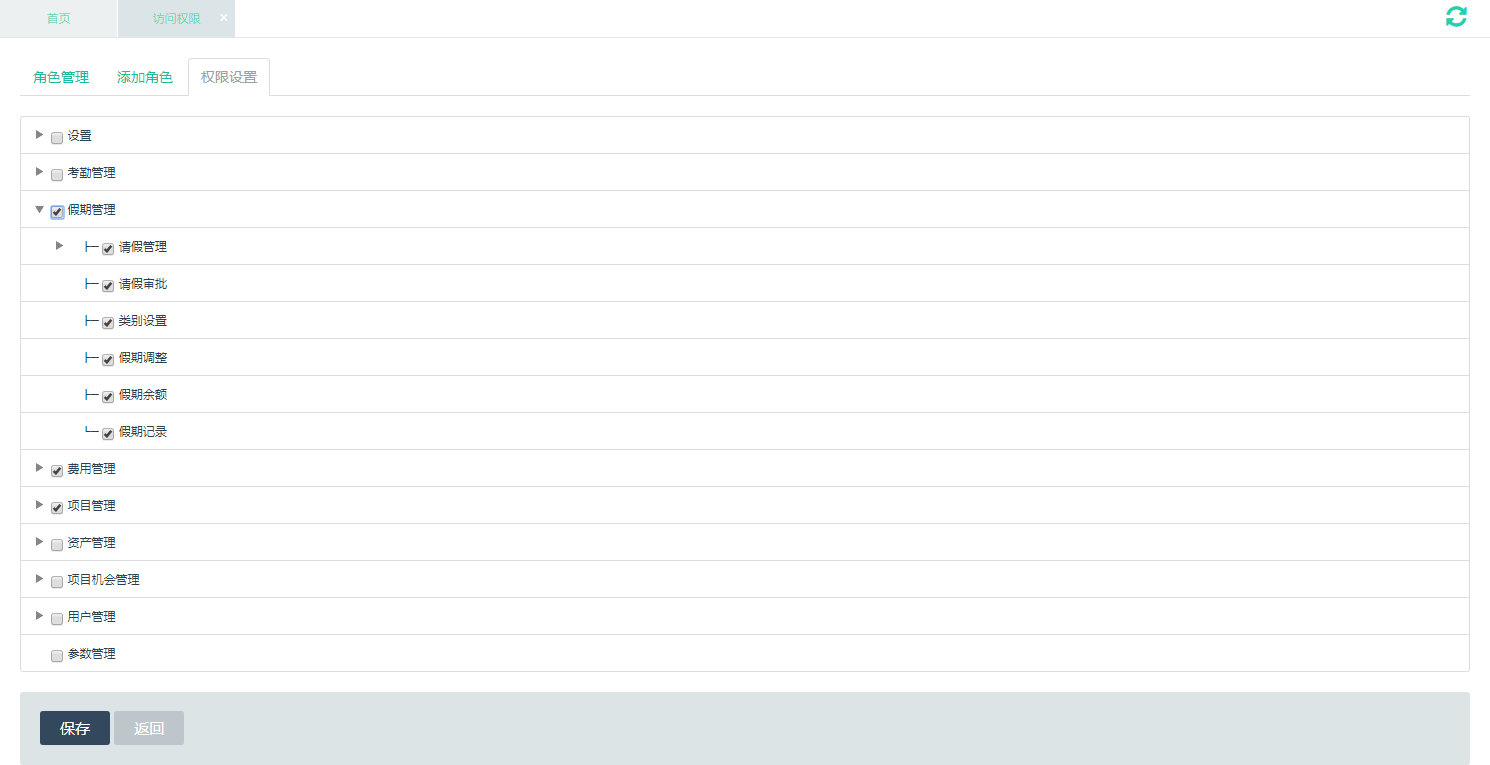 首页 访问权限 ×
角色管理 添加角色 权限设置
设置
考勤管理
假期管理
请假管理
请假审批
类别设置
假期调整
假期余额
假期记录
费用管理
项目管理
资产管理
项目机会管理
用户管理
参数管理
保存 返回